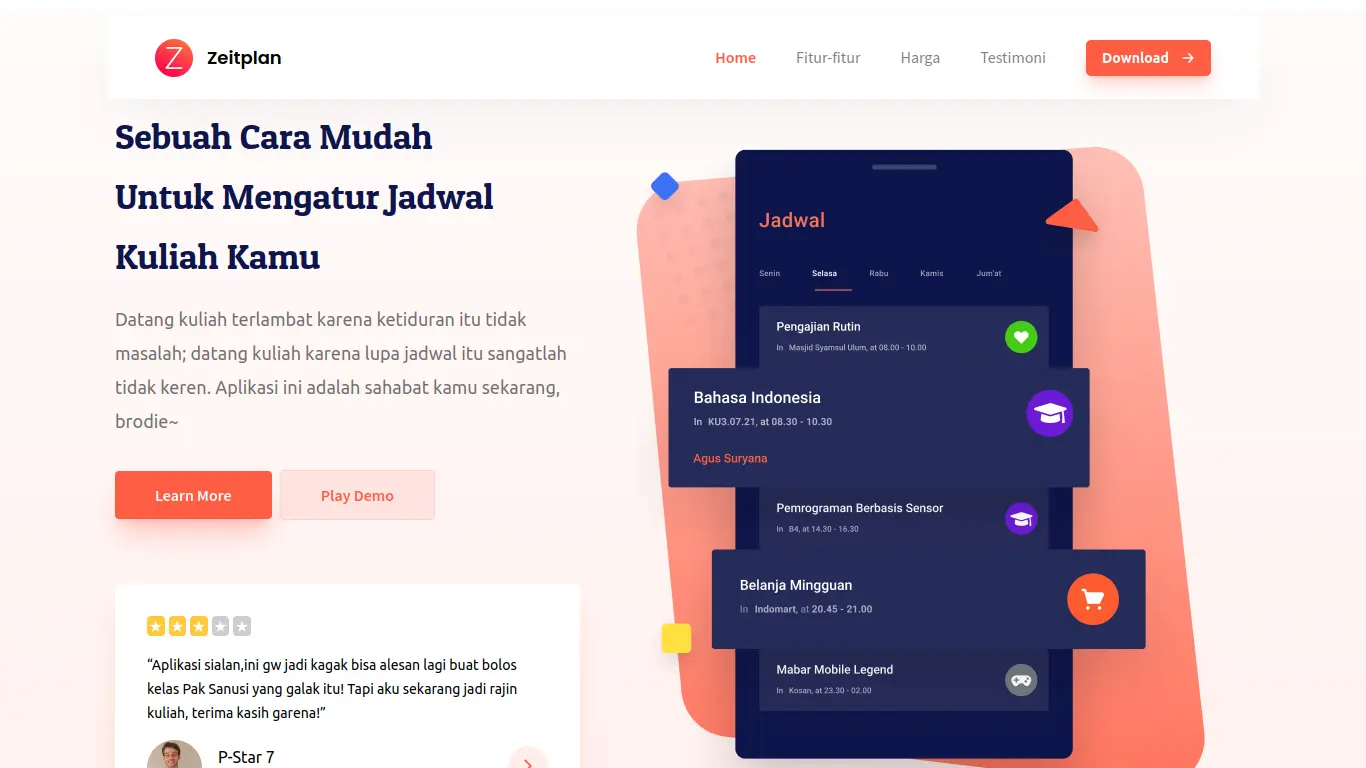 Zeitplan
Home
Fitur-fitur
Harga
Testimoni
Download
Sebuah Cara Mudah
Untuk Mengatur Jadwal
Kuliah Kamu
Datang kuliah terlambat karena ketiduran itu tidak
masalah; datang kuliah karena lupa jadwal itu sangatlah
tidak keren. Aplikasi ini adalah sahabat kamu sekarang,
brodie~
Learn More
Play Demo
“Aplikasi sialan,ini gw jadi kagak bisa alesan lagi buat bolos
kelas Pak Sanusi yang galak itu! Tapi aku sekarang jadi rajin
kuliah, terima kasih garena!”
P-Star 7
Jadwal
Senin
Selasa
Rabu
Kamis
Jum'at
Pengajian Rutin
In Masjid Syamsul Ulum, at 08.00 - 10.00
Bahasa Indonesia
In KU3.07.21, at 08.30 - 10.30
Agus Suryana
Pemrograman Berbasis Sensor
In B4, at 14.30 - 16.30
Belanja Mingguan
In Indomart, at 20.45 - 21.00
Mabar Mobile Legend
In Kosan, at 23.30 - 02.00